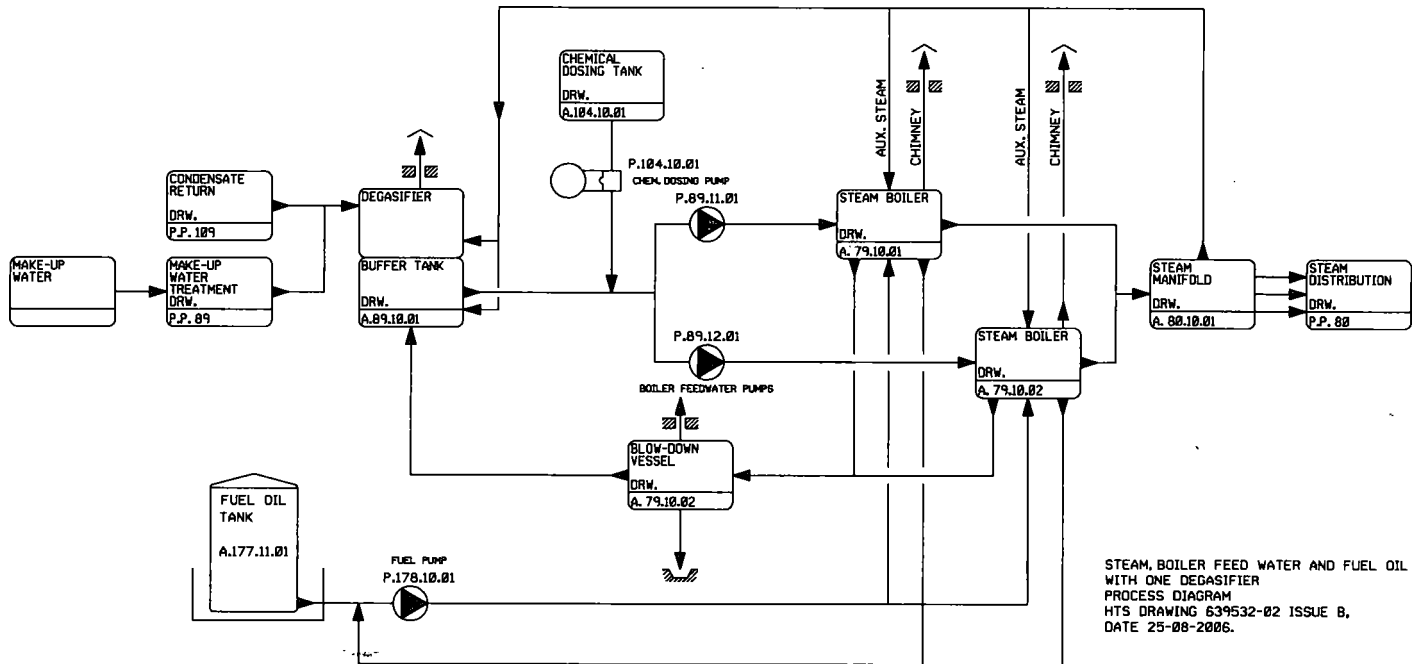 CHEMICAL
DOSING TANK
DRW.
A.104.10.01
AUX. STEAM
CHIMNEY
AUX. STEAM
CHIMNEY
P.104.10.01
CHEM. DOSING PUMP
CONDENSATE
RETURN
DRW.
P.P. 109
DEGASIFIER
P.89.11.01
STEAM BOILER
DRW.
A. 79.10.01
MAKE-UP
WATER
MAKE-UP
WATER
TREATMENT
DRW.
P.P. 89
BUFFER TANK
DRW.
A.89.10.01
STEAM
MANIFOLD
DRW.
A. 80.10.01
STEAM
DISTRIBUTION
DRW.
P.P. 80
P.89.12.01
BOILER FEEDWATER PUMPS
STEAM BOILER
DRW.
A. 79.10.02
BLOW-DOWN
VESSEL
DRW.
A. 79.10.02
FUEL OIL
TANK
A.177.11.01
FUEL PUMP
P.178.10.01
STEAM, BOILER FEED WATER AND FUEL OIL
WITH ONE DEGASIFIER
PROCESS DIAGRAM
HTS DRAWING 639532-02 ISSUE B,
DATE 25-08-2006.